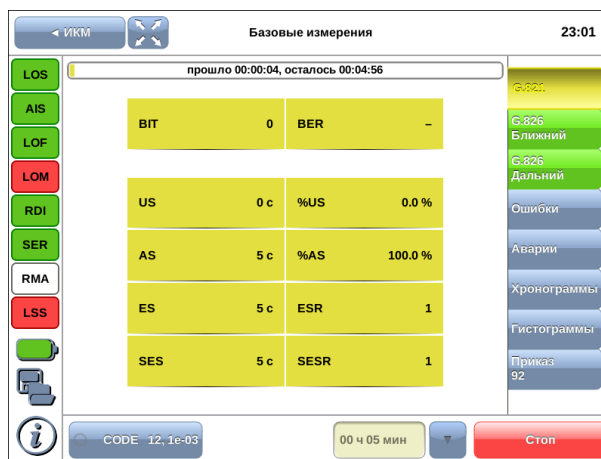 ◄ ИКМ
Базовые измерения
23:01
прошло 00:00:04, осталось 00:04:56
LOS
AIS
LOF
LOM
RDI
SER
RMA
LSS
BIT 0 BER –
US 0 с %US 0.0 %
AS 5 с %AS 100.0 %
ES 5 с ESR 1
SES 5 с SESR 1
G.821
G.826
Ближний
G.826
Дальний
Ошибки
Аварии
Хронограммы
Гистограммы
Приказ
92
i
CODE 12, 1e-03
00 ч 05 мин
▼
Стоп